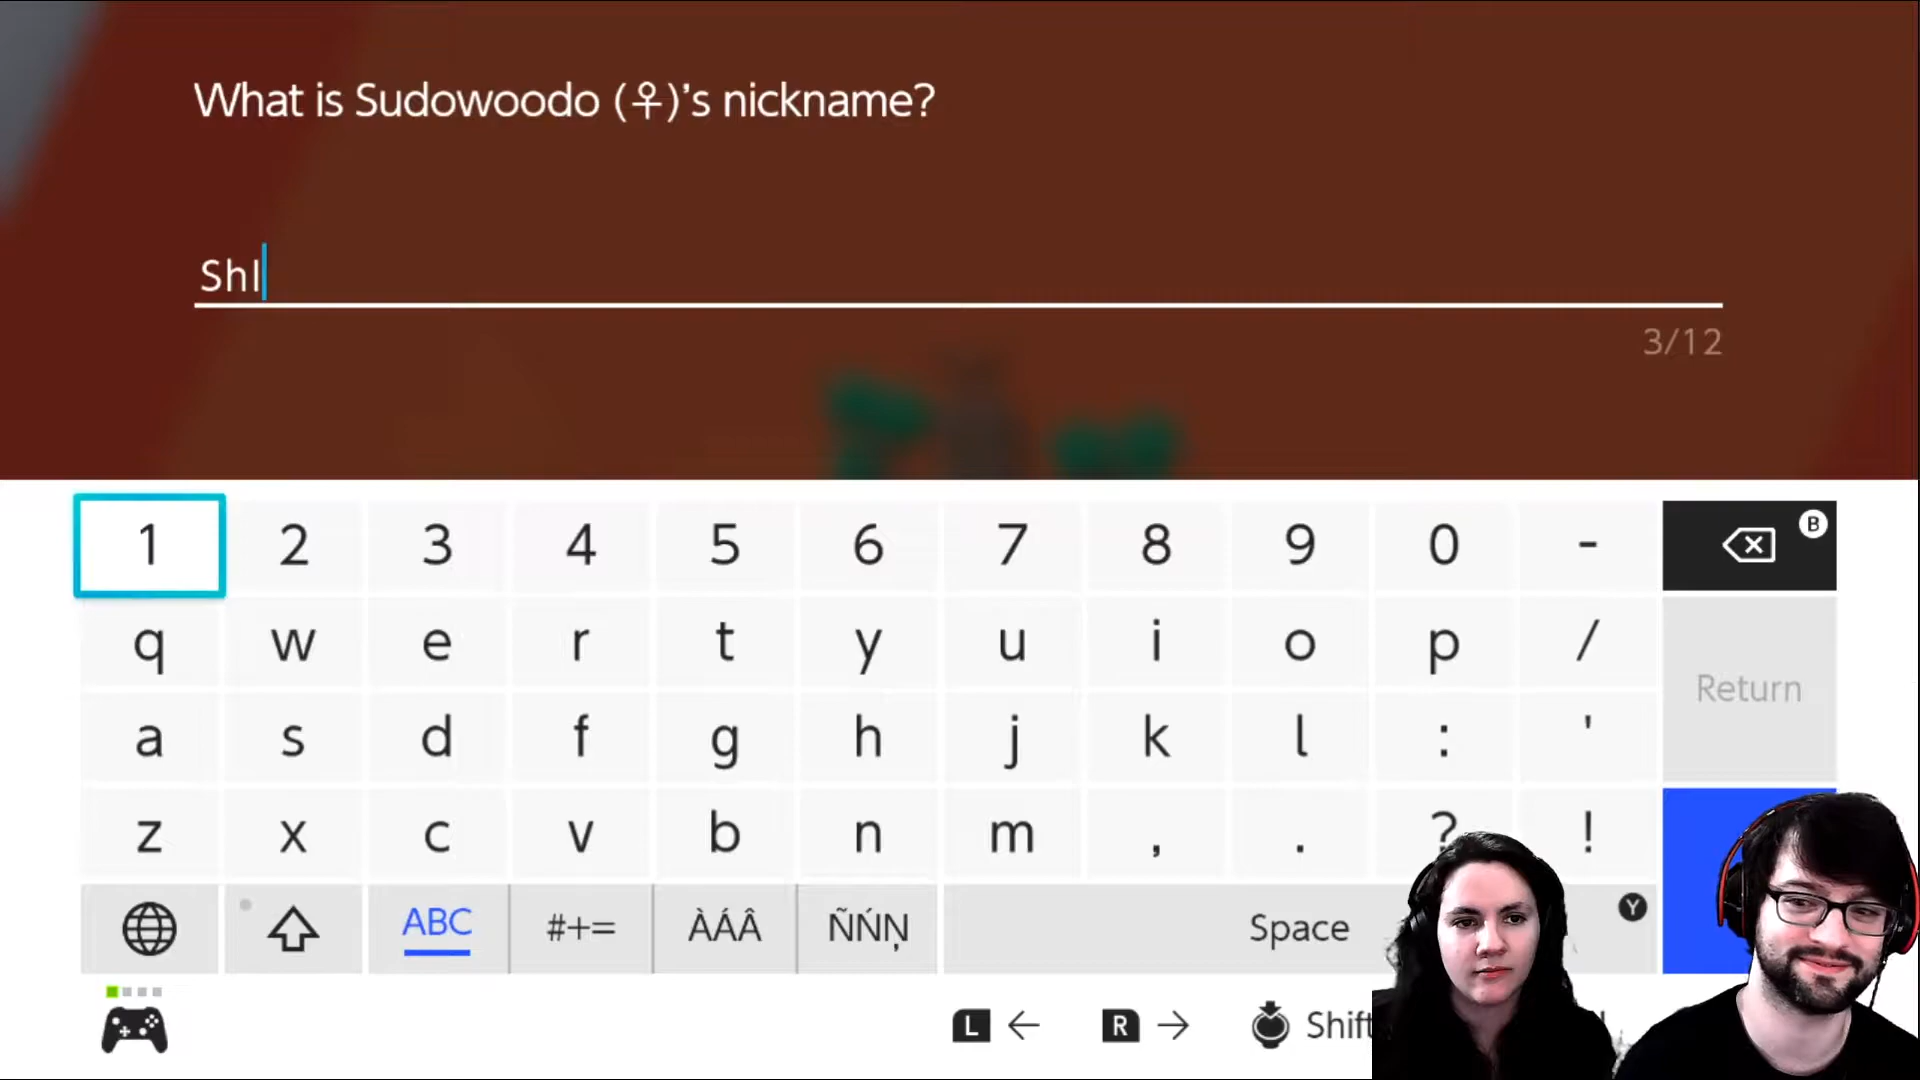 What is Sudowoodo (♀)'s nickname?
Shl
3/12
1 2 3 4 5 6 7 8 9 0 - B
q w e r t y u i o p /
Return
a s d f g h j k l : '
z x c v b n m , . ? !
ABC #+= ÀÁÂ ÑŃŅ Space Y
L ← R → Shift